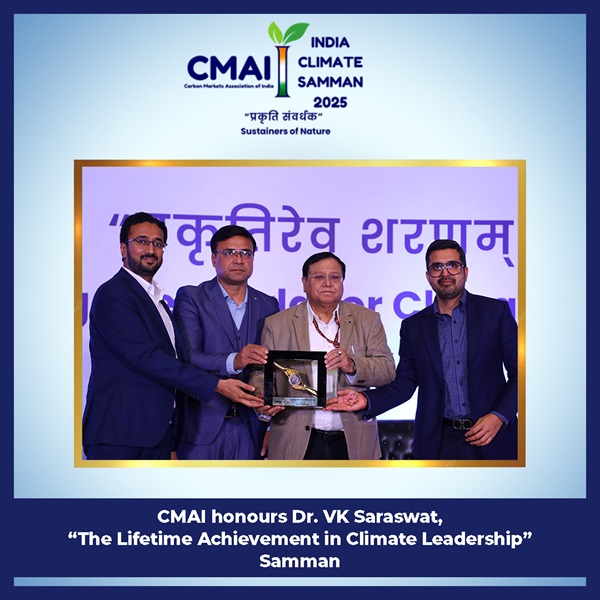 CMAI
Carbon Markets Association of India
INDIA
CLIMATE
SAMMAN
2025
“प्रकृति संवर्धक”
Sustainers of Nature
शरणम्
CMAI honours Dr. VK Saraswat,
“The Lifetime Achievement in Climate Leadership”
Samman